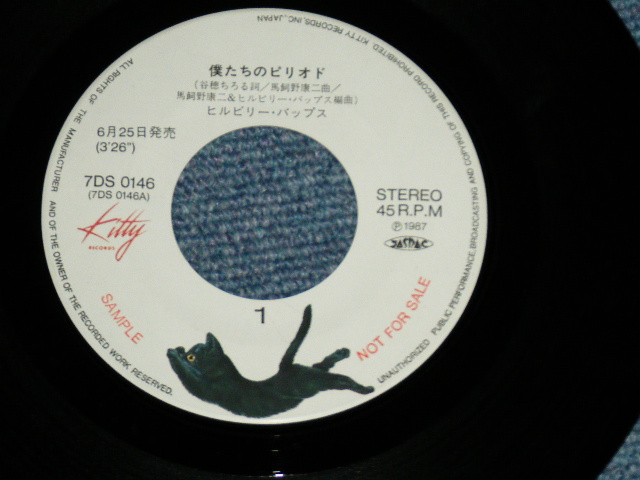 僕たちのピリオド
(谷穂ちろる詞／馬飼野康二曲／
馬飼野康二&ヒルビリー・バップス編曲)
ヒルビリー・バップス
6月25日発売
(3'26")
7DS 0146
(7DS 0146A)
Kitty
RECORDS
STEREO
45 R.P.M
Ⓟ1987
JASRAC
SAMPLE
1
NOT FOR SALE
ALL RIGHTS OF THE MANUFACTURER AND OF THE OWNER OF THE RECORDED WORK RESERVED. UNAUTHORIZED PUBLIC PERFORMANCE, BROADCASTING AND COPYING OF THIS RECORD PROHIBITED. KITTY RECORDS, INC., JAPAN